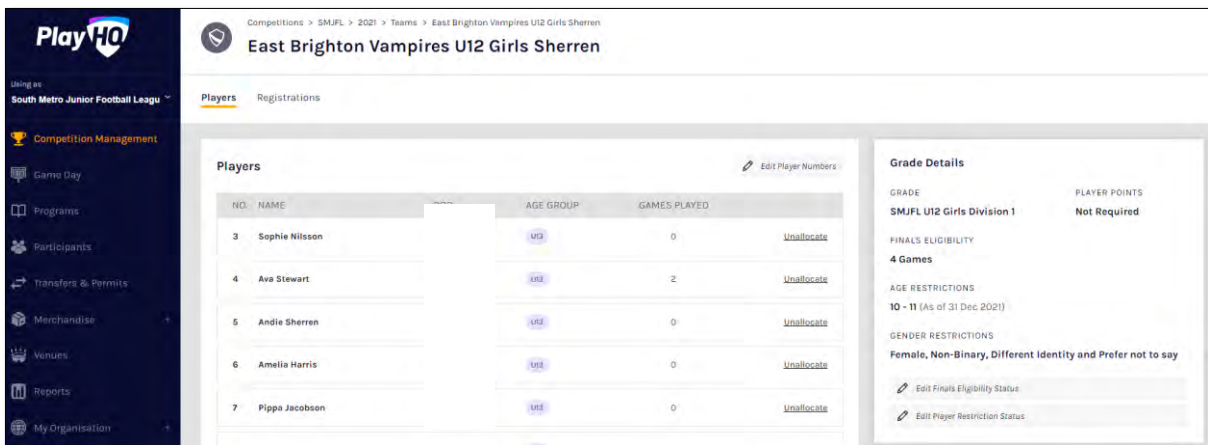 PlayHQ
Using as
South Metro Junior Football Leagu
Competition Management
Game Day
Programs
Participants
Transfers & Permits
Merchandise +
Venues
Reports
My Organisation +
Competitions > SMJFL > 2021 > Teams > East Brighton Vampires U12 Girls Sherren
East Brighton Vampires U12 Girls Sherren
Players Registrations
Players Edit Player Numbers
NO. NAME AGE GROUP GAMES PLAYED
3 Sophie Nilsson U12 0 Unallocate
4 Ava Stewart U12 2 Unallocate
5 Andie Sherren U12 0 Unallocate
6 Amelia Harris U12 0 Unallocate
7 Pippa Jacobson U12 0 Unallocate
Grade Details
GRADE PLAYER POINTS
SMJFL U12 Girls Division 1 Not Required
FINALS ELIGIBILITY
4 Games
AGE RESTRICTIONS
10 - 11 (As of 31 Dec 2021)
GENDER RESTRICTIONS
Female, Non-Binary, Different Identity and Prefer not to say
Edit Finals Eligibility Status
Edit Player Restriction Status